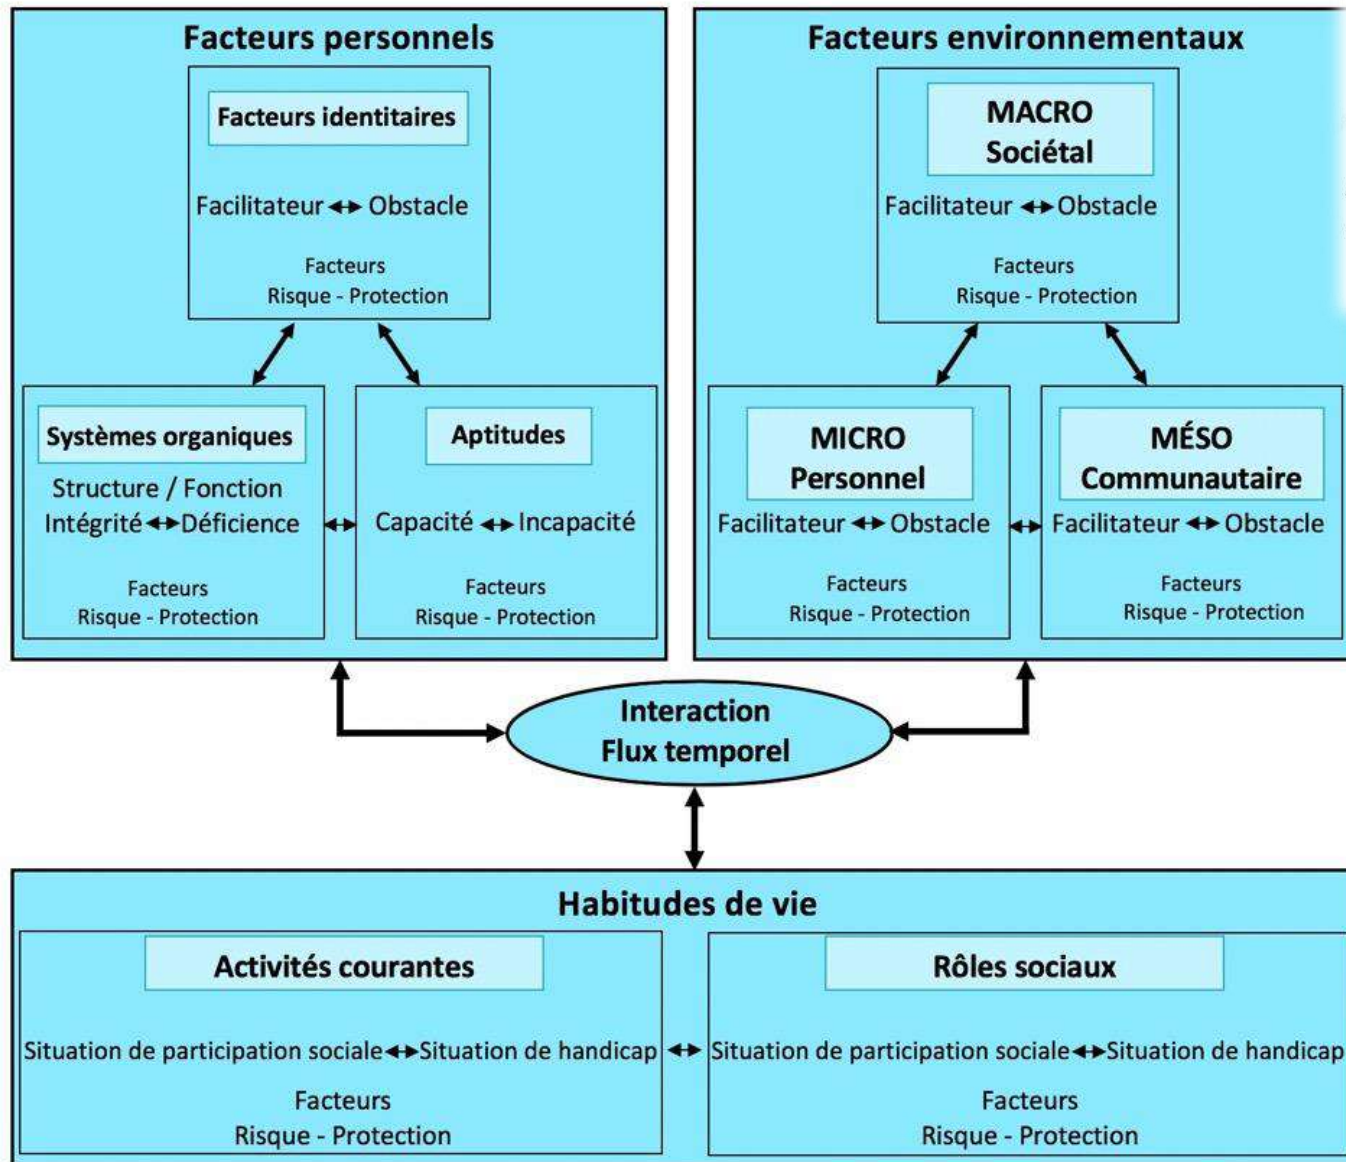 Facteurs personnels
Facteurs identitaires
Facilitateur ↔ Obstacle
Facteurs
Risque - Protection
Systèmes organiques
Structure / Fonction
Intégrité ↔ Déficience
Facteurs
Risque - Protection
Aptitudes
Capacité ↔ Incapacité
Facteurs
Risque - Protection
Facteurs environnementaux
MACRO
Sociétal
Facilitateur ↔ Obstacle
Facteurs
Risque - Protection
MICRO
Personnel
Facilitateur ↔ Obstacle
Facteurs
Risque - Protection
MÉSO
Communautaire
Facilitateur ↔ Obstacle
Facteurs
Risque - Protection
Interaction
Flux temporel
Habitudes de vie
Activités courantes
Situation de participation sociale ↔ Situation de handicap
Facteurs
Risque - Protection
Rôles sociaux
Situation de participation sociale ↔ Situation de handicap
Facteurs
Risque - Protection